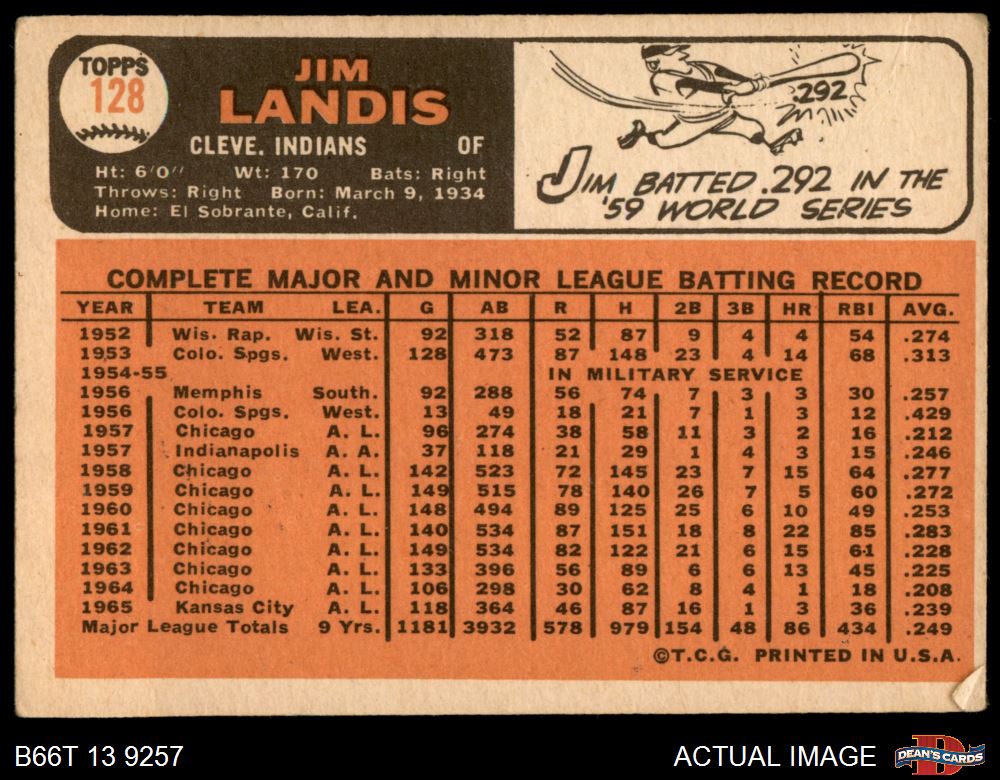 TOPPS
128
JIM
LANDIS
CLEVE. INDIANS OF
Ht: 6'0" Wt: 170 Bats: Right
Throws: Right Born: March 9, 1934
Home: El Sobrante, Calif.
.292
JIM BATTED .292 IN THE
'59 WORLD SERIES
COMPLETE MAJOR AND MINOR LEAGUE BATTING RECORD
YEAR TEAM LEA. G AB R H 2B 3B HR RBI AVG.
1952 Wis. Rap. Wis. St. 92 318 52 87 9 4 4 54 .274
1953 Colo. Spgs. West. 128 473 87 148 23 4 14 68 .313
1954-55 IN MILITARY SERVICE
1956 Memphis South. 92 288 56 74 7 3 3 30 .257
1956 Colo. Spgs. West. 13 49 18 21 7 1 3 12 .429
1957 Chicago A. L. 96 274 38 58 11 3 2 16 .212
1957 Indianapolis A. A. 37 118 21 29 1 4 3 15 .246
1958 Chicago A. L. 142 523 72 145 23 7 15 64 .277
1959 Chicago A. L. 149 515 78 140 26 7 5 60 .272
1960 Chicago A. L. 148 494 89 125 25 6 10 49 .253
1961 Chicago A. L. 140 534 87 151 18 8 22 85 .283
1962 Chicago A. L. 149 534 82 122 21 6 15 61 .228
1963 Chicago A. L. 133 396 56 89 6 6 13 45 .225
1964 Chicago A. L. 106 298 30 62 8 4 1 18 .208
1965 Kansas City A. L. 118 364 46 87 16 1 3 36 .239
Major League Totals 9 Yrs. 1181 3932 578 979 154 48 86 434 .249
©T.C.G. PRINTED IN U.S.A.
B66T 13 9257 ACTUAL IMAGE DEAN'S CARDS